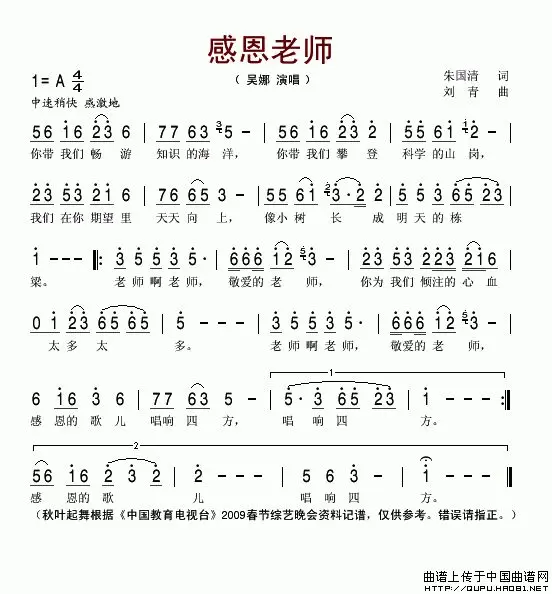 感恩老师
（ 吴娜 演唱 ）
1= A 4/4
朱国清 词
中速稍快 感激地
刘 青 曲
56 16 23 6 | 77 63 5 - | 56 16 23 6 | 55 61 2 - |
你带 我们 畅 游 知识 的海 洋， 你带 我们 攀 登 科学 的山 岗，
23 53 216 | 76 65 3 - | 55 61 3·2 2 | 35 36 65 23 |
我们 在你 期望 里 天天 向 上， 像小 树 长 成 明天 的栋
1 - - - |: 3 5 3 5· | 666 12 3 - | 223 53 223 65 |
梁。 老 师 啊 老 师， 敬爱的 老 师， 你为 我们 倾注的 心血
0 1 23 65 65 | 5 - - - | 3 5 3 5· | 666 12 3 - |
太 多 太 多。 老 师 啊 老 师， 敬爱的 老 师，
6 16 3 6 | 77 63 5 - | 5· 3 65 23 | 1 - - :|
1
感 恩的 歌 儿 唱响 四 方， 唱 响 四 方。
2
56 16 2 3 | 2 - - 2 | 2 - - - | 5 6 3 - | 1 - - - |
感 恩的 歌 儿 唱响 四 方。
（秋叶起舞根据《中国教育电视台》2009春节综艺晚会资料记谱，仅供参考。错误请指正。）
曲谱上传于中国曲谱网
HTTP://QUPU.HAO81.NET